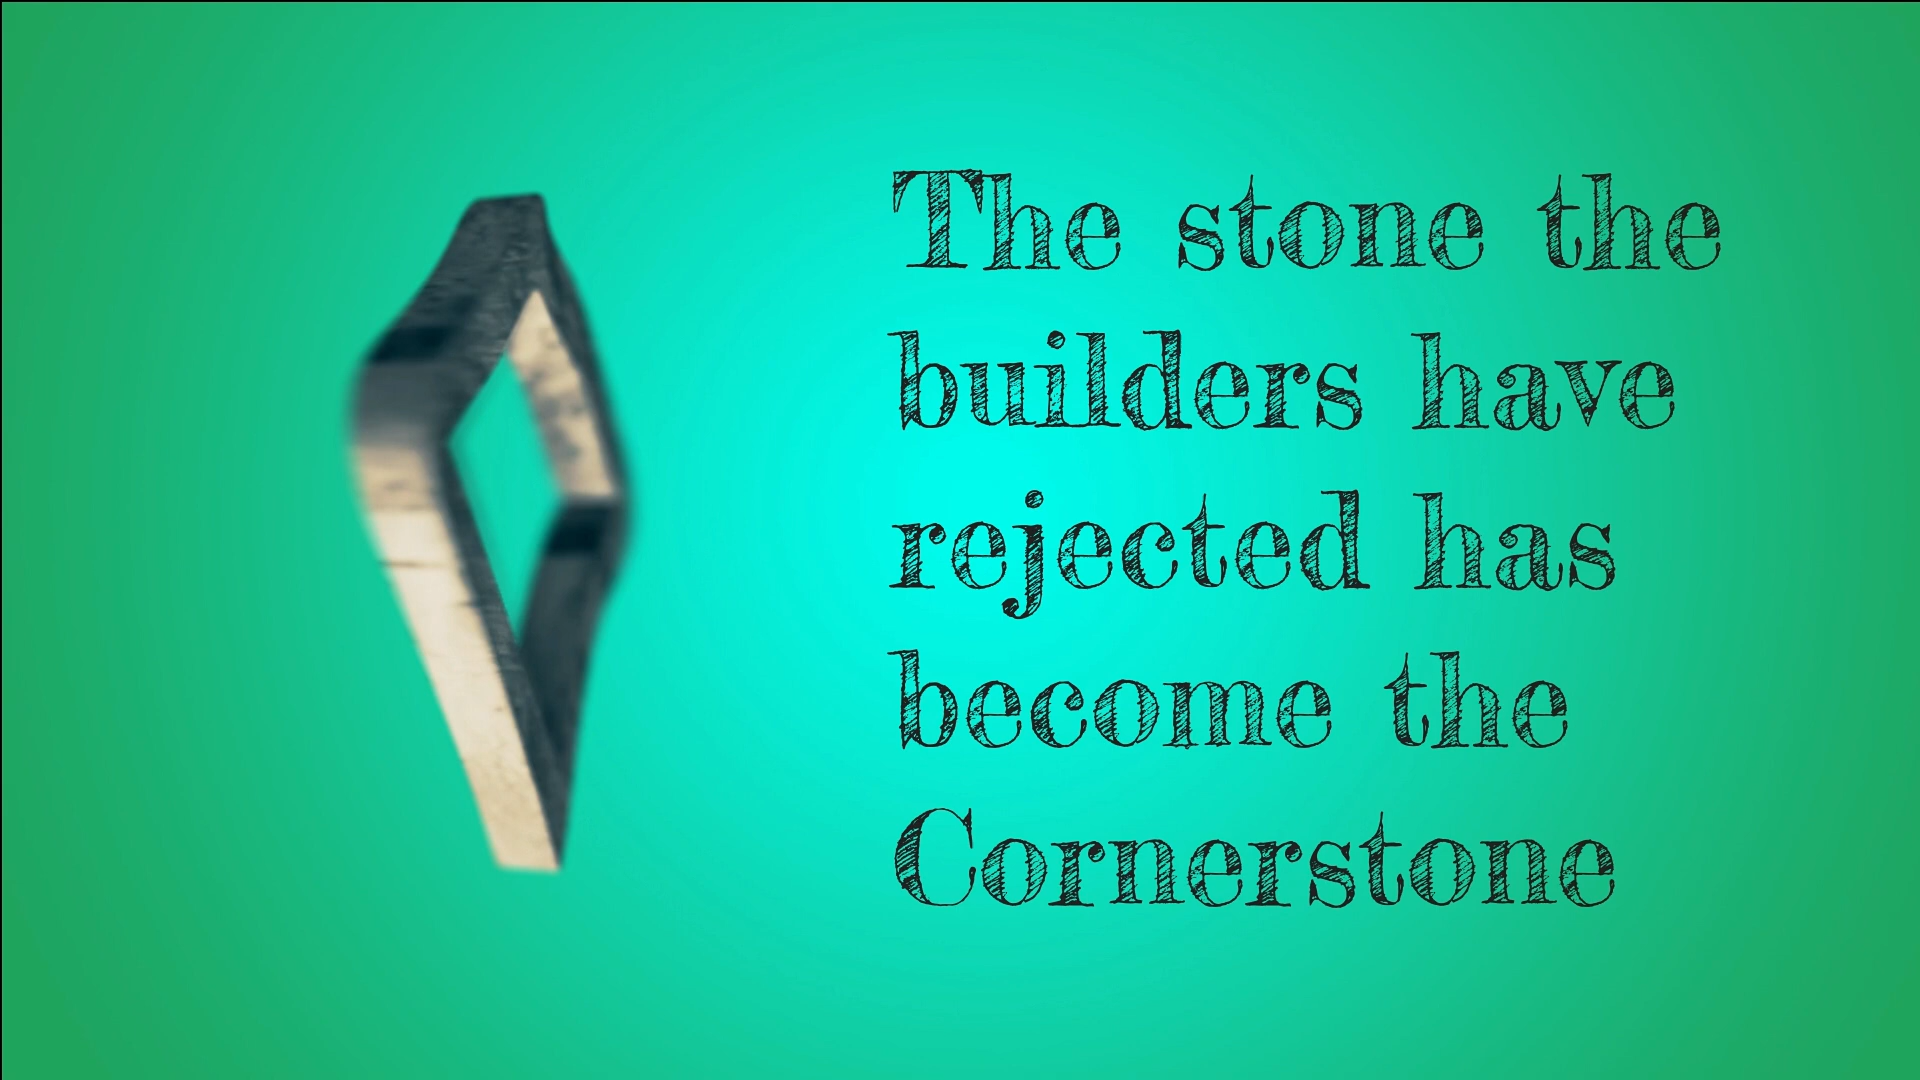 The stone the
builders have
rejected has
become the
Cornerstone